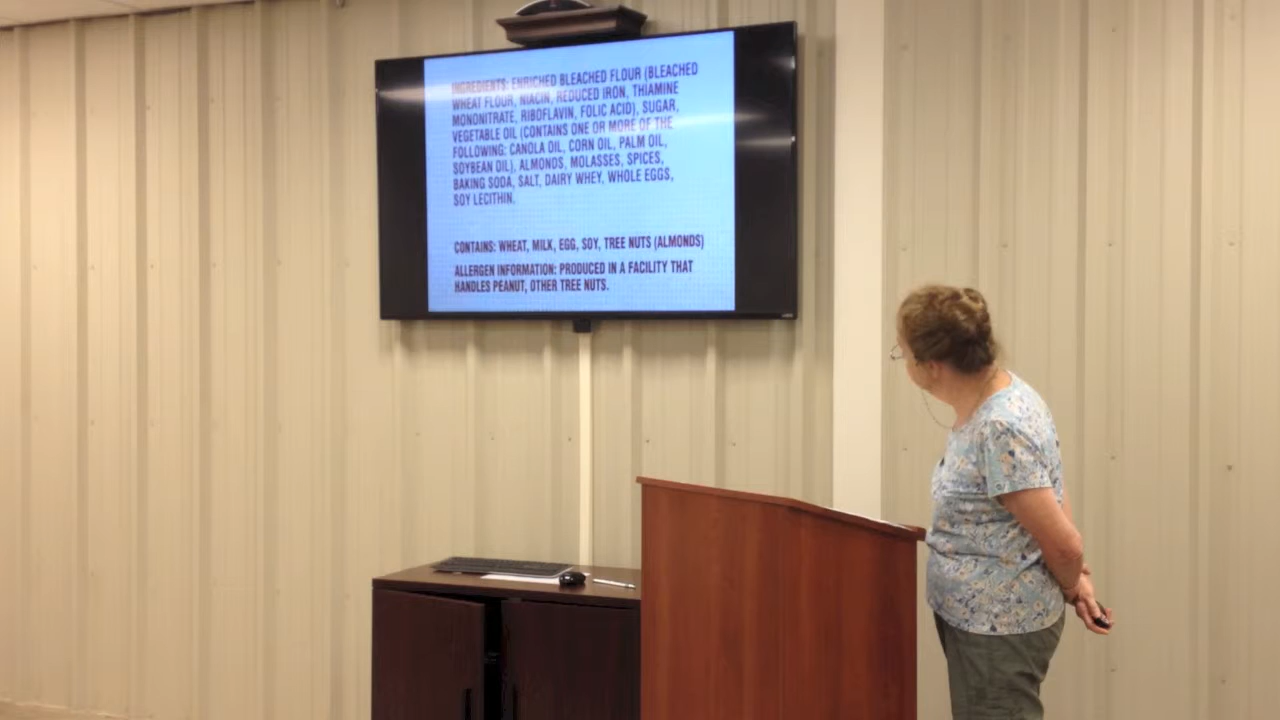 INGREDIENTS: ENRICHED BLEACHED FLOUR (BLEACHED
WHEAT FLOUR, NIACIN, REDUCED IRON, THIAMINE
MONONITRATE, RIBOFLAVIN, FOLIC ACID), SUGAR,
VEGETABLE OIL (CONTAINS ONE OR MORE OF THE
FOLLOWING: CANOLA OIL, CORN OIL, PALM OIL,
SOYBEAN OIL), ALMONDS, MOLASSES, SPICES,
BAKING SODA, SALT, DAIRY WHEY, WHOLE EGGS,
SOY LECITHIN.
CONTAINS: WHEAT, MILK, EGG, SOY, TREE NUTS (ALMONDS)
ALLERGEN INFORMATION: PRODUCED IN A FACILITY THAT
HANDLES PEANUT, OTHER TREE NUTS.